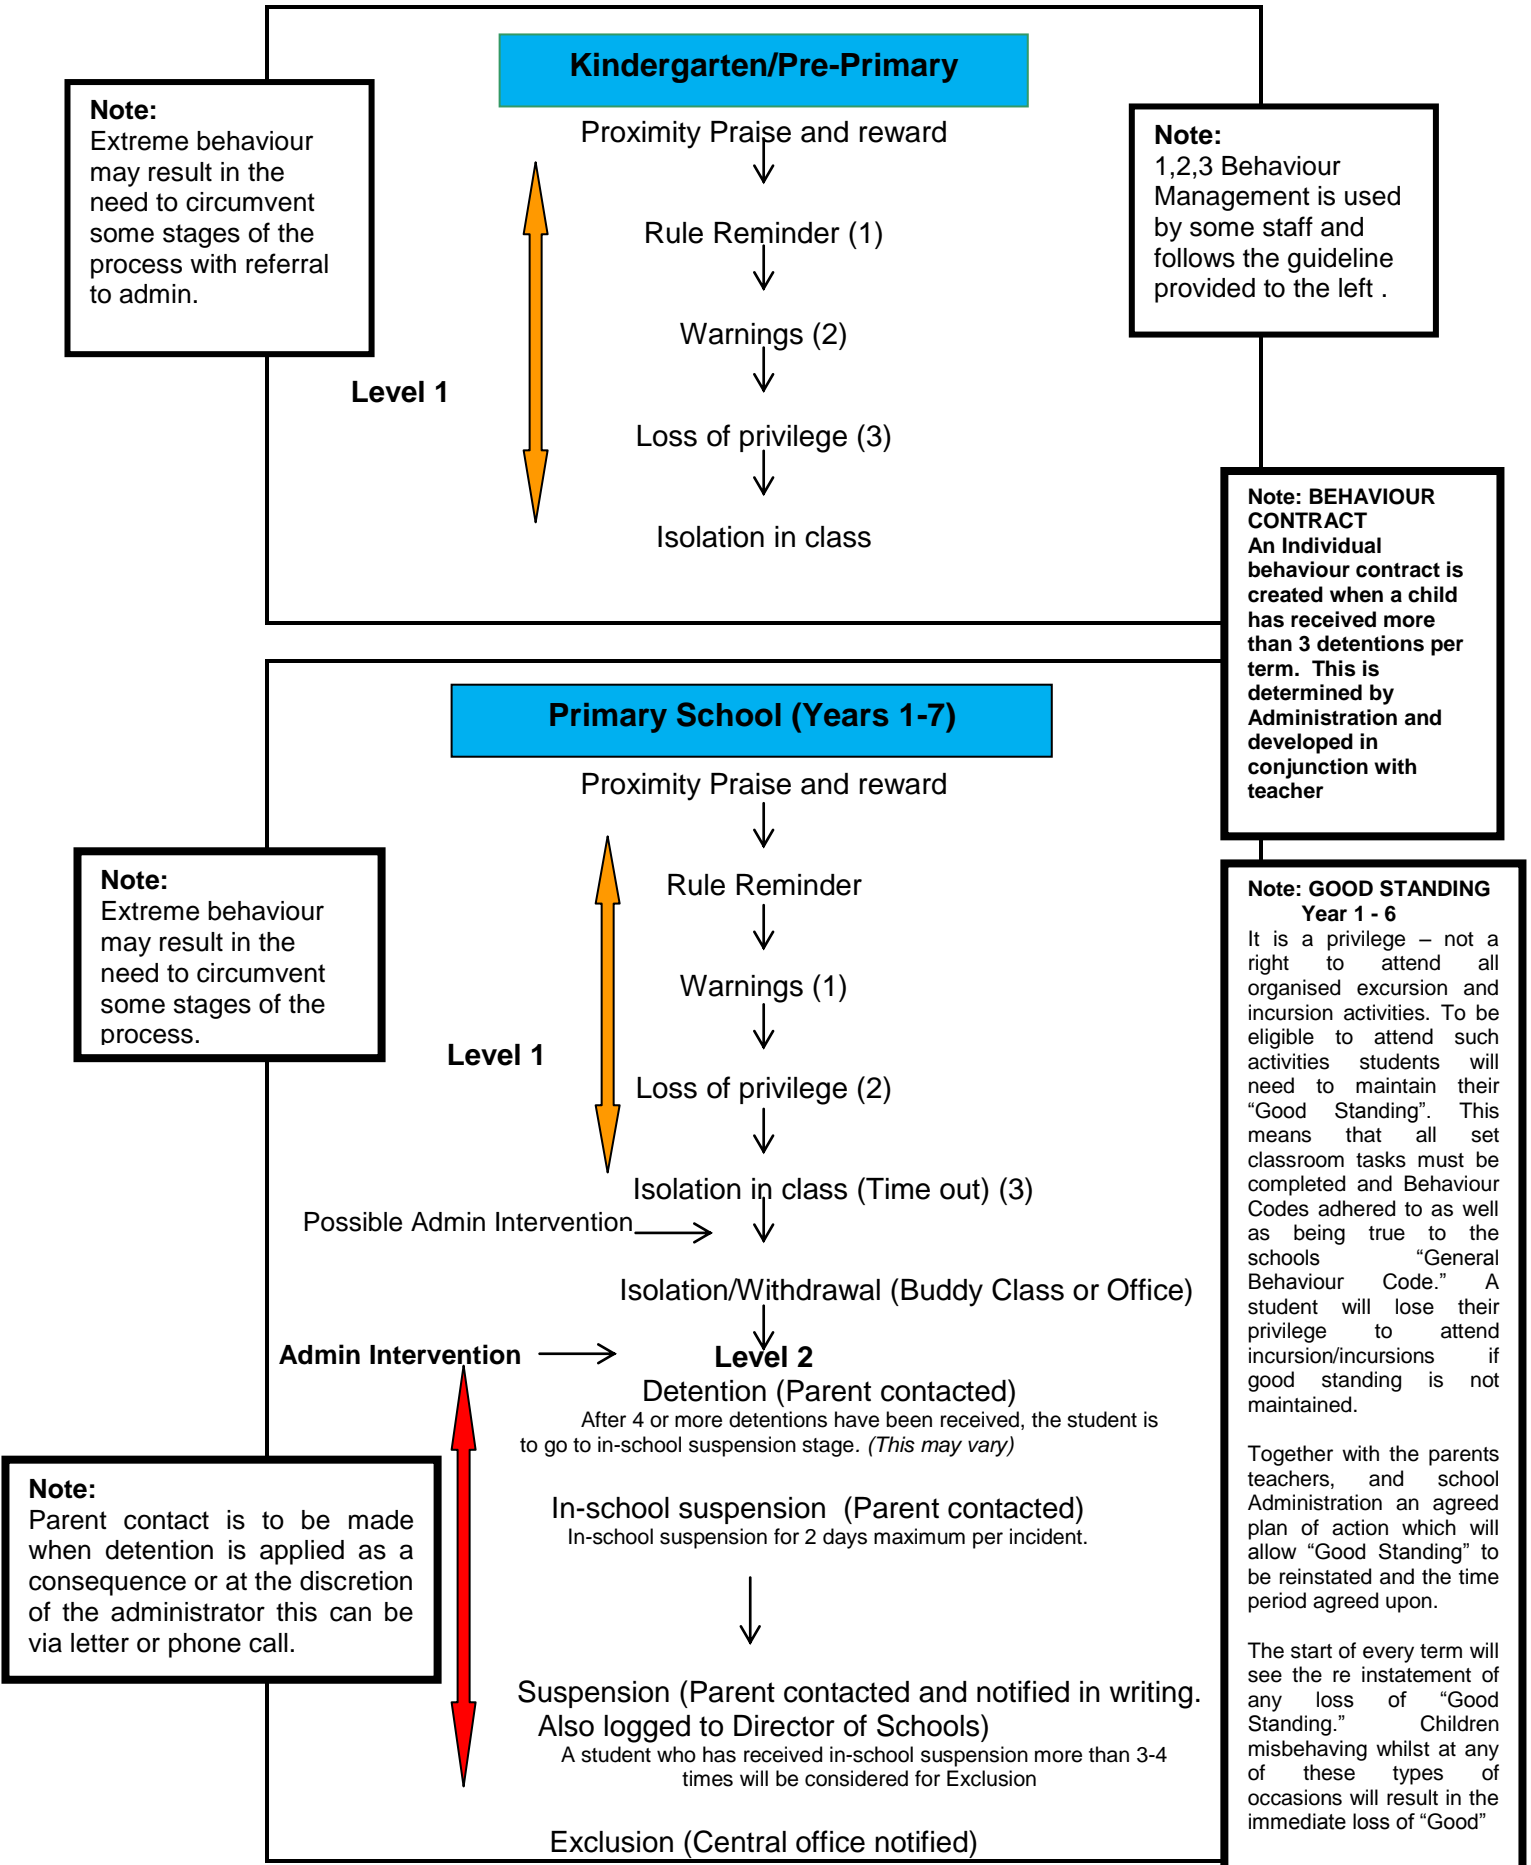 Kindergarten/Pre-Primary
Note:
Extreme behaviour
may result in the
need to circumvent
some stages of the
process with referral
to admin.
Proximity Praise and reward
Rule Reminder (1)
Warnings (2)
Loss of privilege (3)
Isolation in class
Level 1
Note:
1,2,3 Behaviour
Management is used
by some staff and
follows the guideline
provided to the left .
Note: BEHAVIOUR
CONTRACT
An Individual
behaviour contract is
created when a child
has received more
than 3 detentions per
term. This is
determined by
Administration and
developed in
conjunction with
teacher
Primary School (Years 1-7)
Proximity Praise and reward
Note:
Extreme behaviour
may result in the
need to circumvent
some stages of the
process.
Rule Reminder
Warnings (1)
Level 1
Loss of privilege (2)
Isolation in class (Time out) (3)
Possible Admin Intervention
Isolation/Withdrawal (Buddy Class or Office)
Admin Intervention
Level 2
Detention (Parent contacted)
After 4 or more detentions have been received, the student is
to go to in-school suspension stage. (This may vary)
Note:
Parent contact is to be made
when detention is applied as a
consequence or at the discretion
of the administrator this can be
via letter or phone call.
In-school suspension (Parent contacted)
In-school suspension for 2 days maximum per incident.
Suspension (Parent contacted and notified in writing.
Also logged to Director of Schools)
A student who has received in-school suspension more than 3-4
times will be considered for Exclusion
Exclusion (Central office notified)
Note: GOOD STANDING
Year 1 - 6
It is a privilege – not a
right to attend all
organised excursion and
incursion activities. To be
eligible to attend such
activities students will
need to maintain their
“Good Standing”. This
means that all set
classroom tasks must be
completed and Behaviour
Codes adhered to as well
as being true to the
schools “General
Behaviour Code.” A
student will lose their
privilege to attend
incursion/incursions if
good standing is not
maintained.
Together with the parents
teachers, and school
Administration an agreed
plan of action which will
allow “Good Standing” to
be reinstated and the time
period agreed upon.
The start of every term will
see the re instatement of
any loss of “Good
Standing.” Children
misbehaving whilst at any
of these types of
occasions will result in the
immediate loss of “Good”